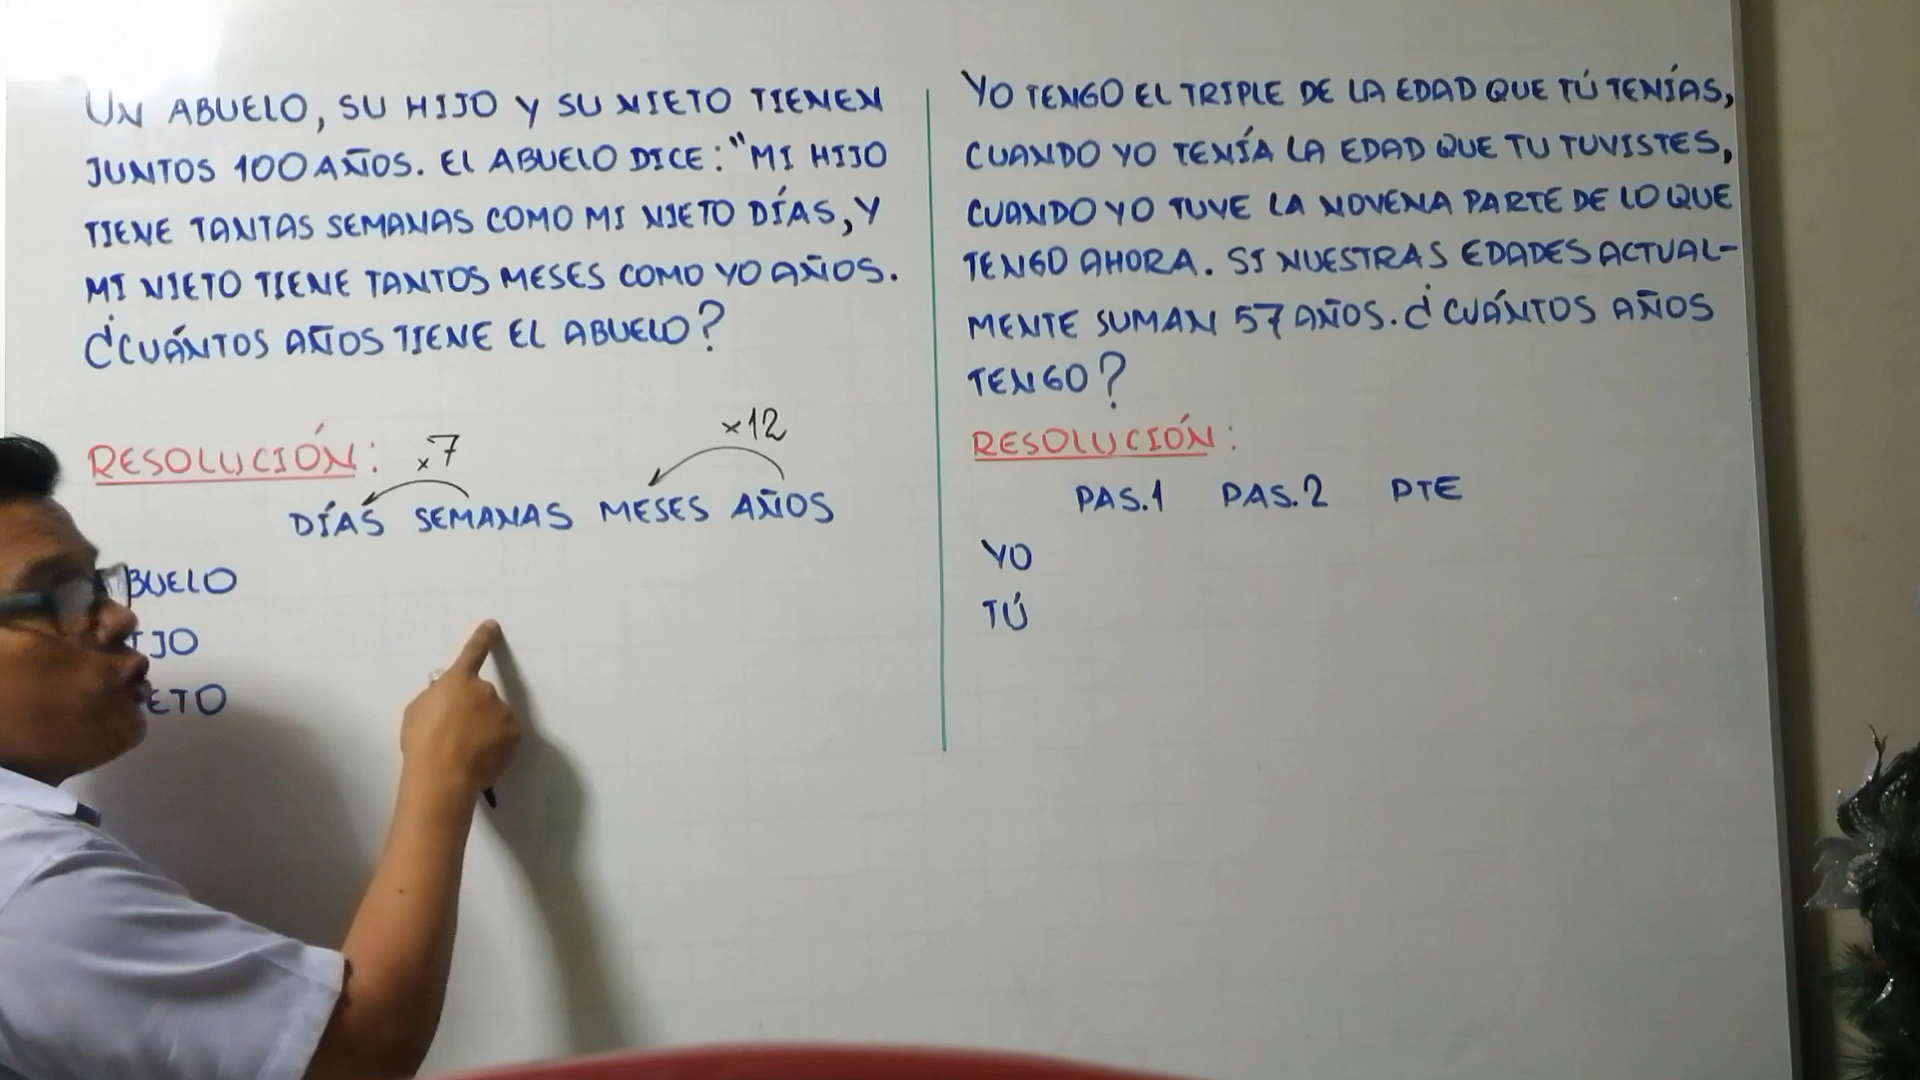 UN ABUELO, SU HIJO Y SU NIETO TIENEN
JUNTOS 100 AÑOS. EL ABUELO DICE: "MI HIJO
TIENE TANTAS SEMANAS COMO MI NIETO DÍAS, Y
MI NIETO TIENE TANTOS MESES COMO YO AÑOS.
¿CUÁNTOS AÑOS TIENE EL ABUELO?
RESOLUCIÓN:
×7
×12
DÍAS SEMANAS MESES AÑOS
BUELO
IJO
ETO
YO TENGO EL TRIPLE DE LA EDAD QUE TÚ TENÍAS,
CUANDO YO TENÍA LA EDAD QUE TU TUVISTES,
CUANDO YO TUVE LA NOVENA PARTE DE LO QUE
TENGO AHORA. SI NUESTRAS EDADES ACTUAL-
MENTE SUMAN 57 AÑOS. ¿CUÁNTOS AÑOS
TENGO?
RESOLUCIÓN:
PAS.1 PAS.2 PTE
YO
TÚ